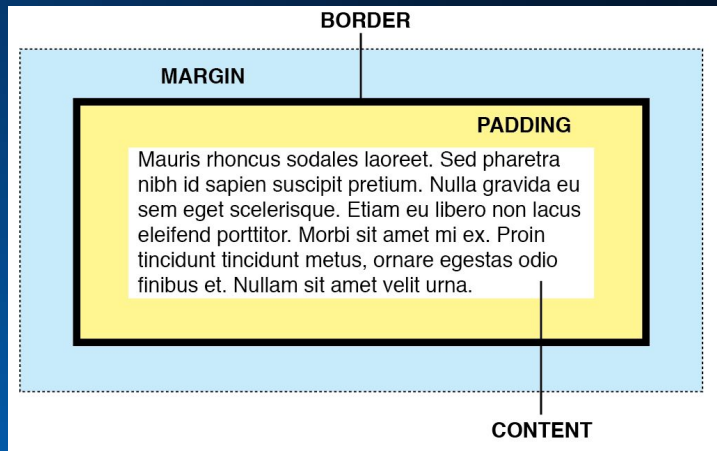 BORDER
MARGIN
PADDING
Mauris rhoncus sodales laoreet. Sed pharetra
nibh id sapien suscipit pretium. Nulla gravida eu
sem eget scelerisque. Etiam eu libero non lacus
eleifend porttitor. Morbi sit amet mi ex. Proin
tincidunt tincidunt metus, ornare egestas odio
finibus et. Nullam sit amet velit urna.
CONTENT